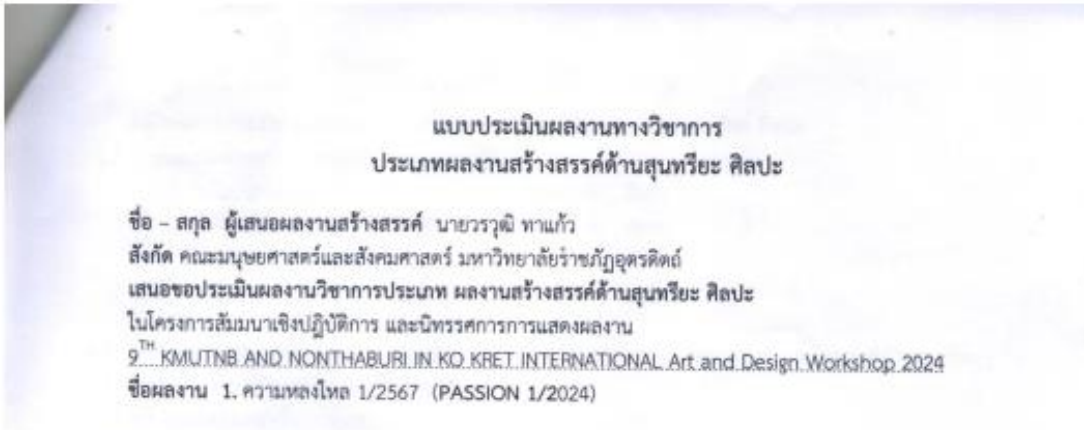 แบบประเมินผลงานทางวิชาการ
ประเภทผลงานสร้างสรรค์ด้านสุนทรียะ ศิลปะ
ชื่อ – สกุล ผู้เสนอผลงานสร้างสรรค์ นายวรวุฒิ ทาแก้ว
สังกัด คณะมนุษยศาสตร์และสังคมศาสตร์ มหาวิทยาลัยราชภัฏอุตรดิตถ์
เสนอขอประเมินผลงานวิชาการประเภท ผลงานสร้างสรรค์ด้านสุนทรียะ ศิลปะ
ในโครงการสัมมนาเชิงปฏิบัติการ และนิทรรศการการแสดงผลงาน
9TH KMUTNB AND NONTHABURI IN KO KRET INTERNATIONAL Art and Design Workshop 2024
ชื่อผลงาน 1. ความหลงใหล 1/2567 (PASSION 1/2024)